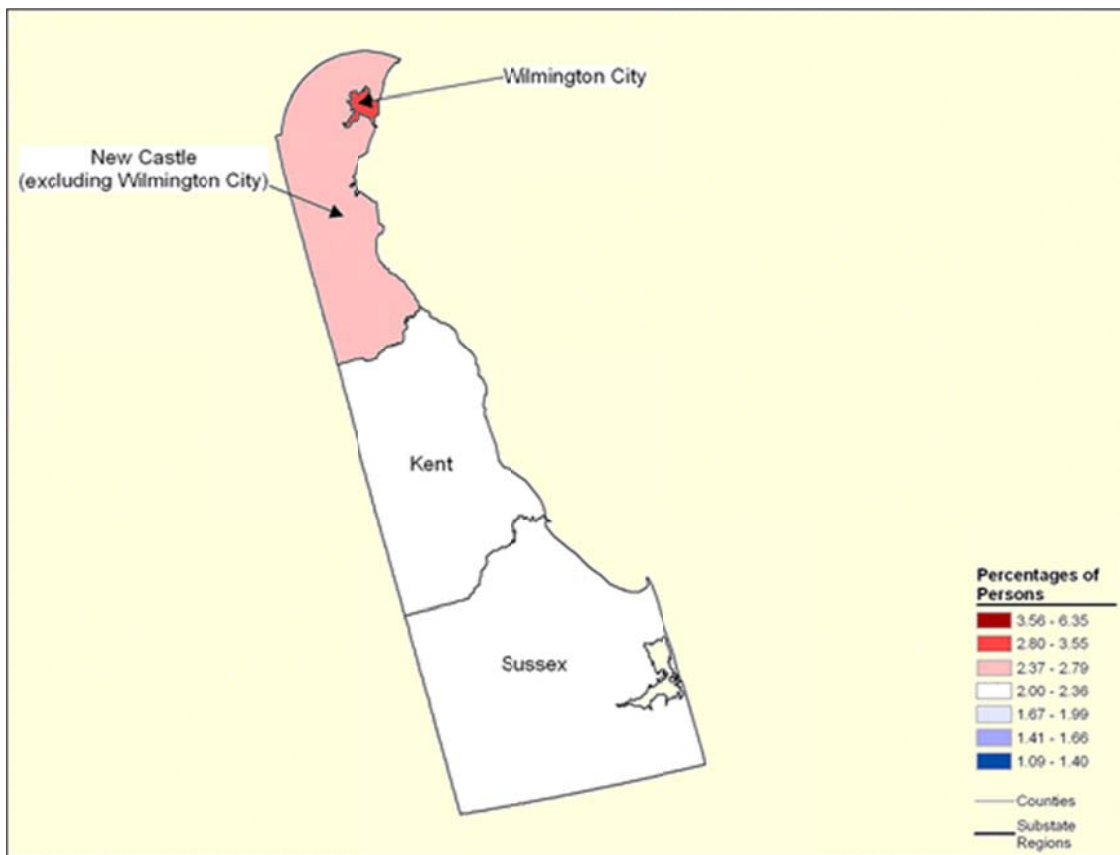 Wilmington City
New Castle
(excluding Wilmington City)
Kent
Sussex
Percentages of
Persons
3.56 - 6.35
2.80 - 3.55
2.37 - 2.79
2.00 - 2.36
1.67 - 1.99
1.41 - 1.66
1.09 - 1.40
Counties
Substate
Regions